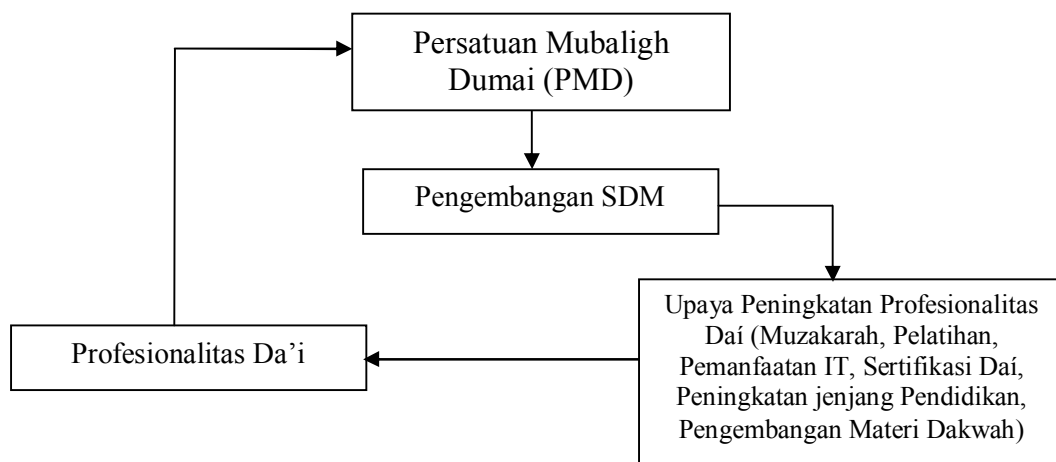 Persatuan Mubaligh
Dumai (PMD)
Pengembangan SDM
Upaya Peningkatan Profesionalitas
Daí (Muzakarah, Pelatihan,
Pemanfaatan IT, Sertifikasi Daí,
Peningkatan jenjang Pendidikan,
Pengembangan Materi Dakwah)
Profesionalitas Da’i